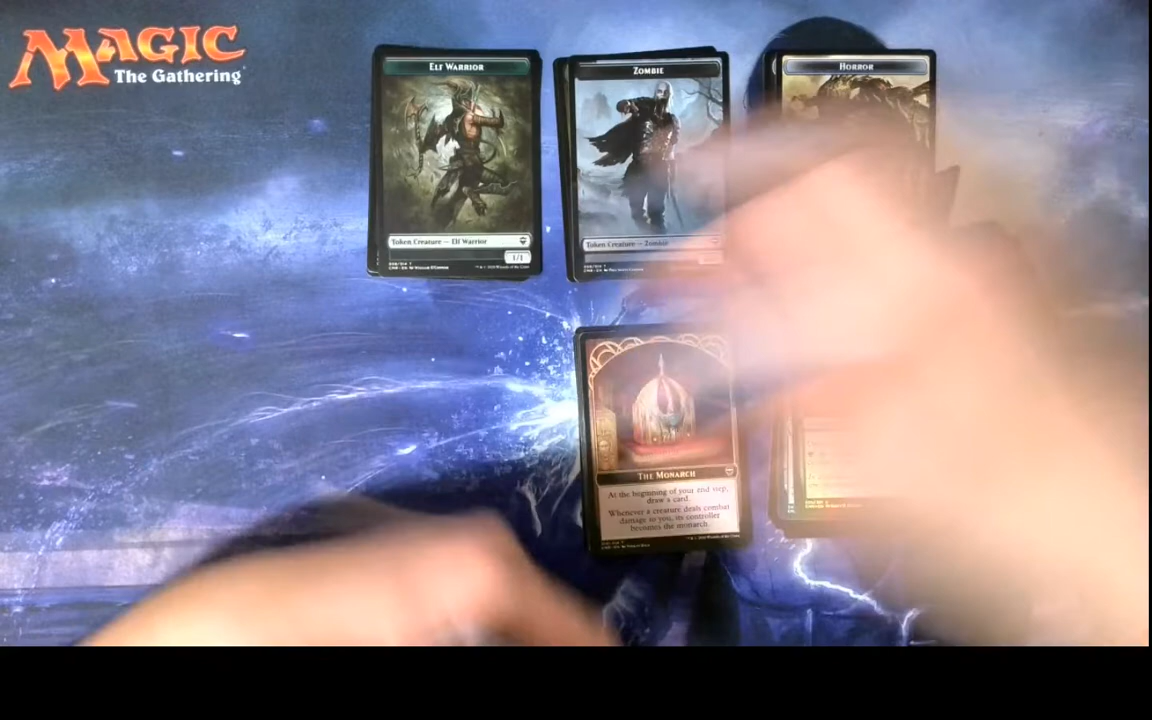 MAGIC
The Gathering
ELF WARRIOR
Token Creature — Elf Warrior
1/1
ZOMBIE
Token Creature — Zombie
HORROR
THE MONARCH
At the beginning of your end step,
draw a card.
Whenever a creature deals combat
damage to you, its controller
becomes the monarch.